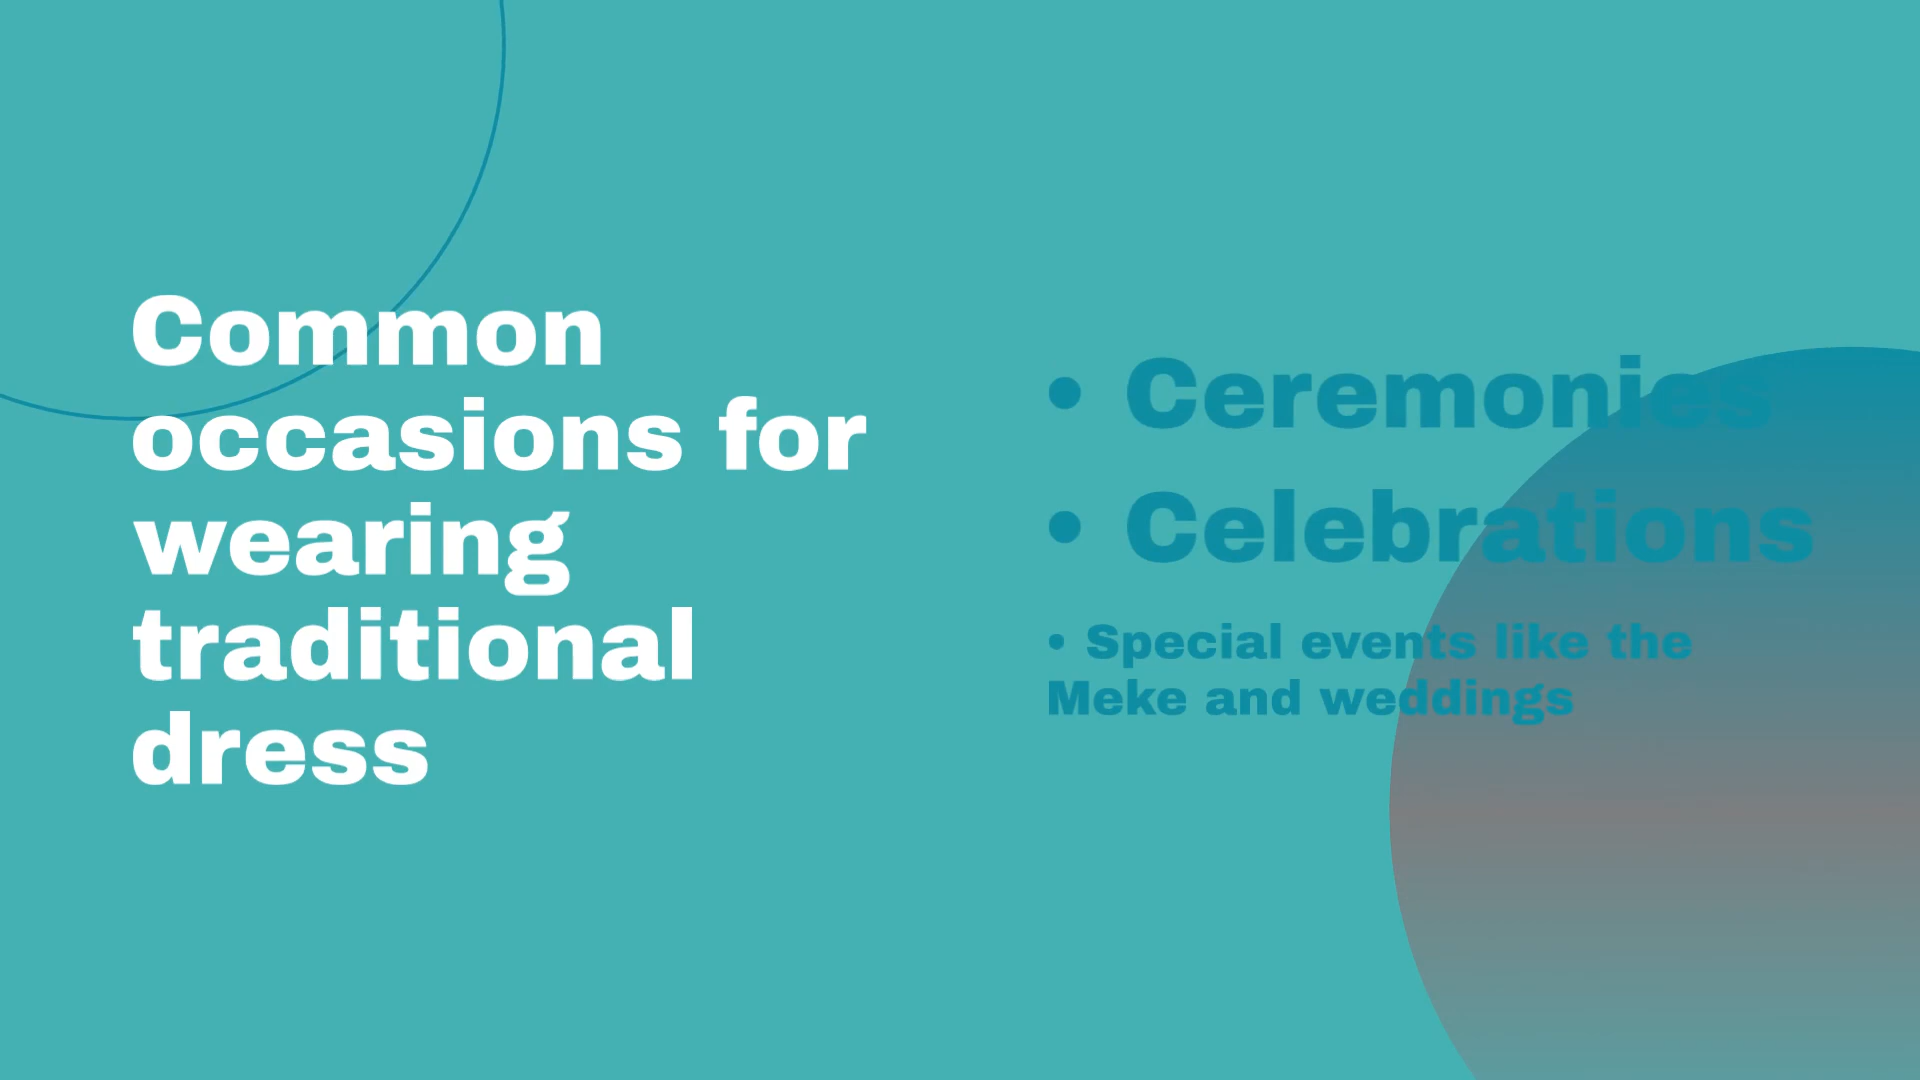 Common
occasions for
wearing
traditional
dress
• Ceremonies
• Celebrations
• Special events like the
Meke and weddings